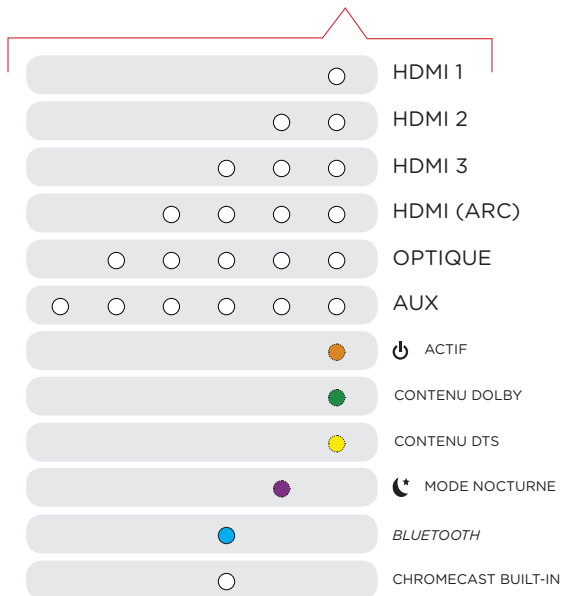 HDMI 1
HDMI 2
HDMI 3
HDMI (ARC)
OPTIQUE
AUX
ACTIF
CONTENU DOLBY
CONTENU DTS
MODE NOCTURNE
BLUETOOTH
CHROMECAST BUILT-IN